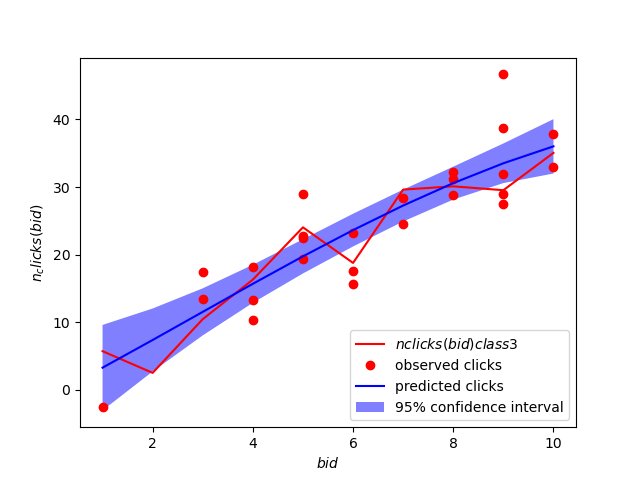 40
30
20
10
0
n_clicks(bid)
2
4
6
8
10
bid
nclicks(bid)class3
observed clicks
predicted clicks
95% confidence interval